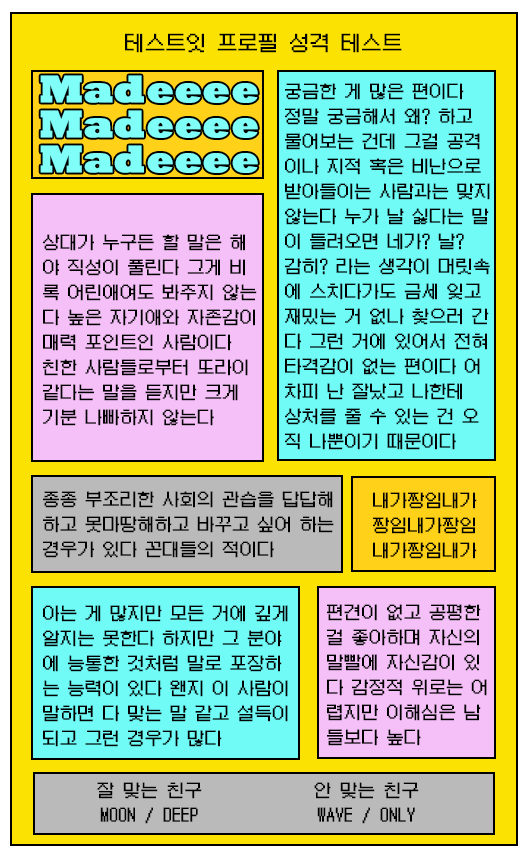 테스트잇 프로필 성격 테스트
Madeeee
Madeeee
Madeeee
궁금한 게 많은 편이다
정말 궁금해서 왜? 하고
물어보는 건데 그걸 공격
이나 지적 혹은 비난으로
받아들이는 사람과는 맞지
않는다 누가 날 싫다는 말
이 들려오면 네가? 날?
감히? 라는 생각이 머릿속
에 스치다가도 금세 잊고
재밌는 거 없나 찾으러 간
다 그런 거에 있어서 전혀
타격감이 없는 편이다 어
차피 난 잘났고 나한테
상처를 줄 수 있는 건 오
직 나뿐이기 때문이다
상대가 누구든 할 말은 해
야 직성이 풀린다 그게 비
록 어린애여도 봐주지 않는
다 높은 자기애와 자존감이
매력 포인트인 사람이다
친한 사람들로부터 또라이
같다는 말을 듣지만 크게
기분 나빠하지 않는다
종종 부조리한 사회의 관습을 답답해
하고 못마땅해하고 바꾸고 싶어 하는
경우가 있다 꼰대들의 적이다
내가짱임내가
짱임내가짱임
내가짱임내가
아는 게 많지만 모든 거에 깊게
알지는 못한다 하지만 그 분야
에 능통한 것처럼 말로 포장하
는 능력이 있다 왠지 이 사람이
말하면 다 맞는 말 같고 설득이
되고 그런 경우가 많다
편견이 없고 공평한
걸 좋아하며 자신의
말빨에 자신감이 있
다 감정적 위로는 어
렵지만 이해심은 남
들보다 높다
잘 맞는 친구
MOON / DEEP
안 맞는 친구
WAVE / ONLY